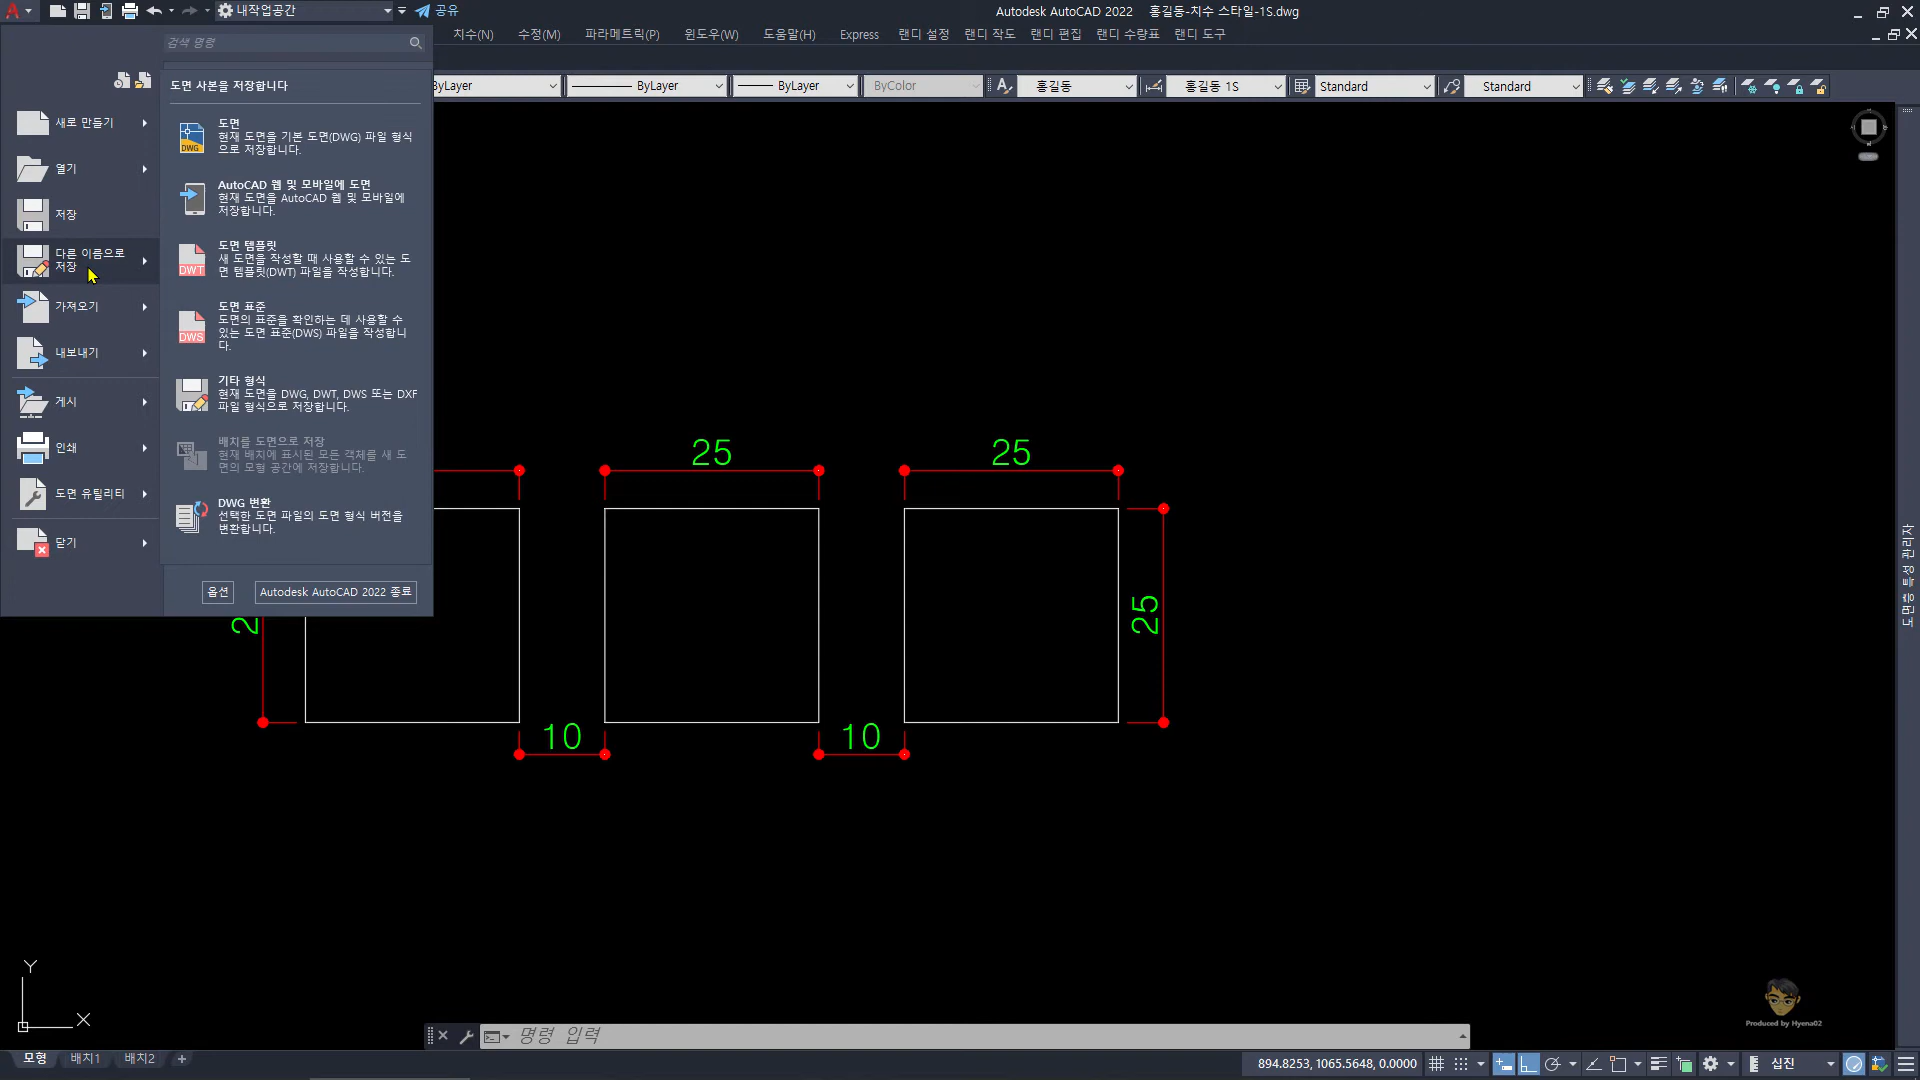 내작업공간
공유
Autodesk AutoCAD 2022 홍길동-치수 스타일-1S.dwg
검색 명령
치수(N) 수정(M) 파라메트릭(P) 윈도우(W) 도움말(H) Express 랜디 설정 랜디 작도 랜디 편집 랜디 수량표 랜디 도구
ByLayer ByLayer ByLayer ByColor 홍길동 홍길동 1S Standard Standard
도면 사본을 저장합니다
새로 만들기
열기
저장
다른 이름으로
저장
가져오기
내보내기
게시
인쇄
도면 유틸리티
닫기
도면
현재 도면을 기본 도면(DWG) 파일 형식
으로 저장합니다.
DWG
AutoCAD 웹 및 모바일에 도면
현재 도면을 AutoCAD 웹 및 모바일에
저장합니다.
도면 템플릿
새 도면을 작성할 때 사용할 수 있는 도
면 템플릿(DWT) 파일을 작성합니다.
DWT
도면 표준
도면의 표준을 확인하는 데 사용할 수
있는 도면 표준(DWS) 파일을 작성합니
다.
DWS
기타 형식
현재 도면을 DWG, DWT, DWS 또는 DXF
파일 형식으로 저장합니다.
배치를 도면으로 저장
현재 배치에 표시된 모든 객체를 새 도
면의 모형 공간에 저장합니다.
DWG 변환
선택한 도면 파일의 도면 형식 버전을
변환합니다.
옵션
Autodesk AutoCAD 2022 종료
25
25
25
2
10
10
도면층 특성 관리자
Y
X
Produced by Hyena02
명령 입력
모형 배치1 배치2 +
894.8253, 1065.5648, 0.0000
십진